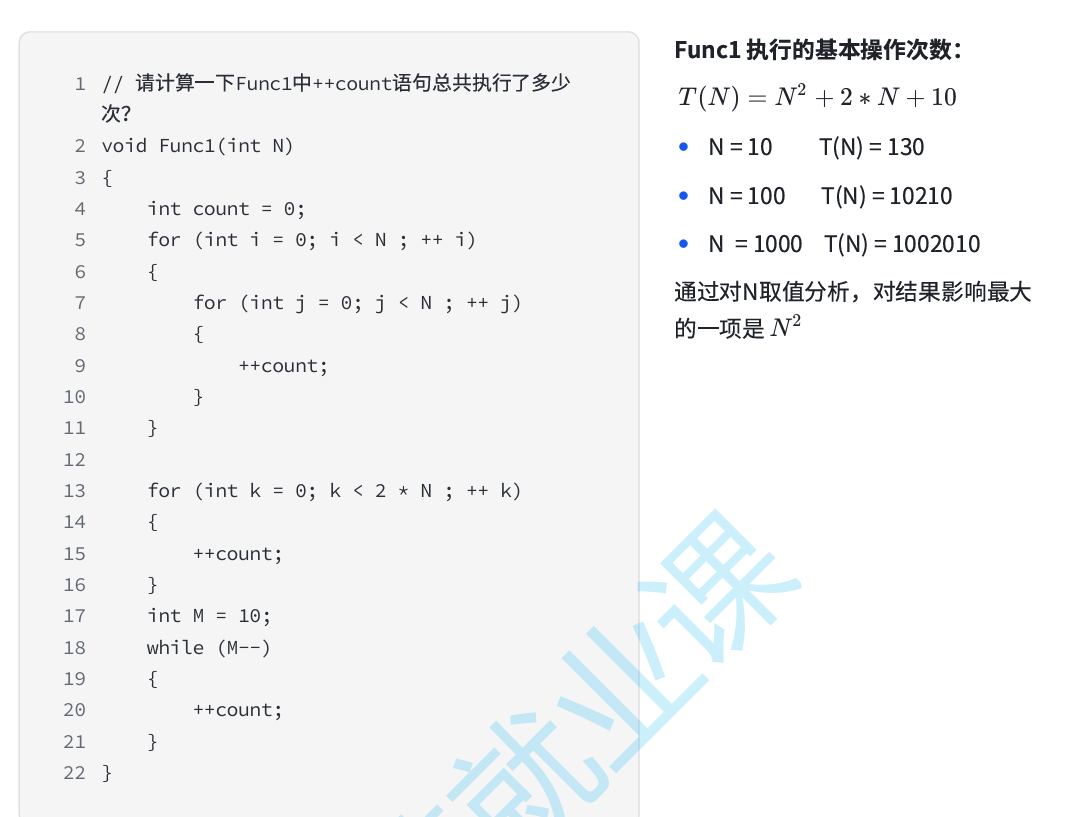 1 // 请计算一下Func1中++count语句总共执行了多少
次？
2 void Func1(int N)
3 {
4     int count = 0;
5     for (int i = 0; i < N ; ++ i)
6     {
7         for (int j = 0; j < N ; ++ j)
8         {
9             ++count;
10         }
11     }
12
13     for (int k = 0; k < 2 * N ; ++ k)
14     {
15         ++count;
16     }
17     int M = 10;
18     while (M--)
19     {
20         ++count;
21     }
22 }
Func1 执行的基本操作次数：
T(N) = N² + 2 ∗ N + 10
• N = 10 T(N) = 130
• N = 100 T(N) = 10210
• N = 1000 T(N) = 1002010
通过对N取值分析，对结果影响最大
的一项是 N²
就业课